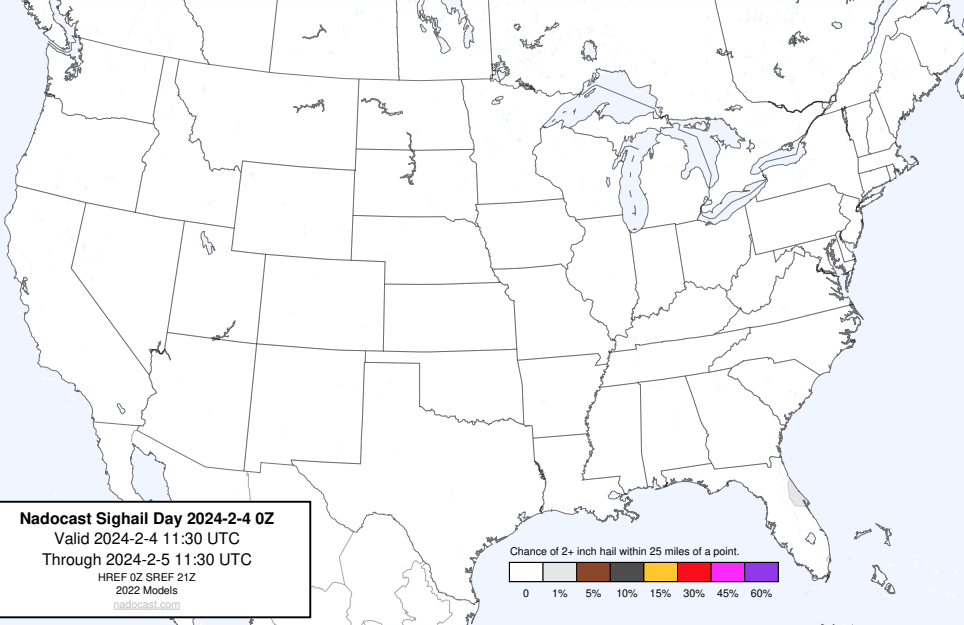 Nadocast Sighail Day 2024-2-4 0Z
Valid 2024-2-4 11:30 UTC
Through 2024-2-5 11:30 UTC
HREF 0Z SREF 21Z
2022 Models
nadocast.com
Chance of 2+ inch hail within 25 miles of a point.
0 1% 5% 10% 15% 30% 45% 60%